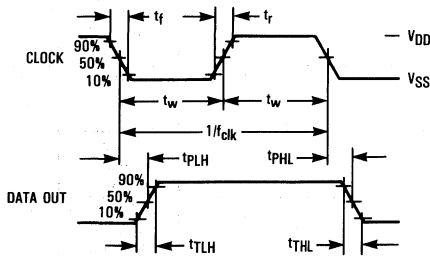 tf tr
90% VDD
CLOCK 50%
10% VSS
tw tw
1/fclk
tPLH tPHL
90%
DATA OUT 50%
10%
tTLH tTHL